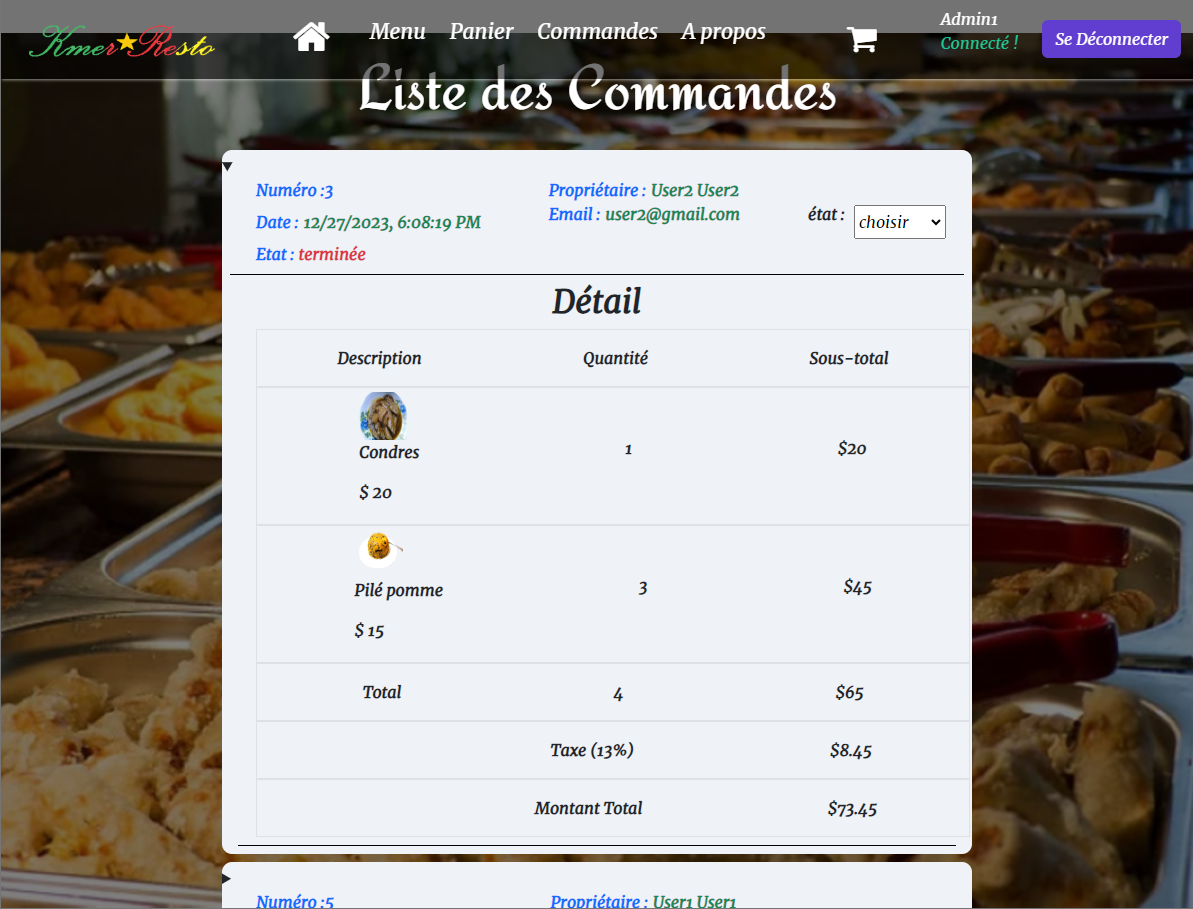 Kmer★Resto Menu Panier Commandes A propos Admin1
Connecté ! Se Déconnecter
Liste des Commandes
Numéro :3 Propriétaire : User2 User2
Email : user2@gmail.com état : choisir
Date : 12/27/2023, 6:08:19 PM
Etat : terminée
Détail
Description Quantité Sous-total
Condres 1 $20
$ 20
Pilé pomme 3 $45
$ 15
Total 4 $65
Taxe (13%) $8.45
Montant Total $73.45
Numéro :5 Propriétaire : User1 User1